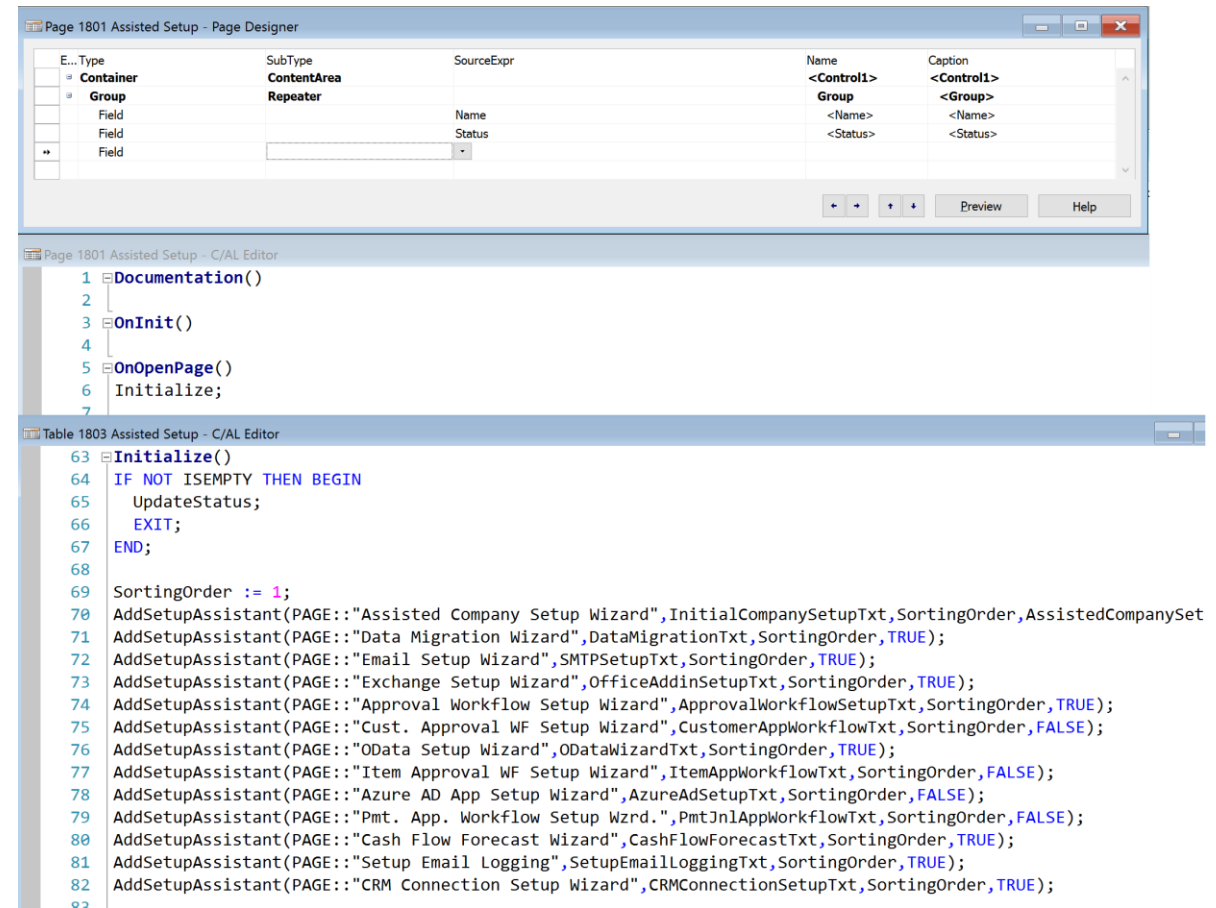 Page 1801 Assisted Setup - Page Designer
E... Type SubType SourceExpr Name Caption
Container ContentArea <Control1> <Control1>
Group Repeater Group <Group>
Field Name <Name> <Name>
Field Status <Status> <Status>
Field
Preview Help
Page 1801 Assisted Setup - C/AL Editor
1 Documentation()
2
3 OnInit()
4
5 OnOpenPage()
6 Initialize;
7
Table 1803 Assisted Setup - C/AL Editor
63 Initialize()
64 IF NOT ISEMPTY THEN BEGIN
65 UpdateStatus;
66 EXIT;
67 END;
68
69 SortingOrder := 1;
70 AddSetupAssistant(PAGE::"Assisted Company Setup Wizard",InitialCompanySetupTxt,SortingOrder,AssistedCompanySet
71 AddSetupAssistant(PAGE::"Data Migration Wizard",DataMigrationTxt,SortingOrder,TRUE);
72 AddSetupAssistant(PAGE::"Email Setup Wizard",SMTPSetupTxt,SortingOrder,TRUE);
73 AddSetupAssistant(PAGE::"Exchange Setup Wizard",OfficeAddinSetupTxt,SortingOrder,TRUE);
74 AddSetupAssistant(PAGE::"Approval Workflow Setup Wizard",ApprovalWorkflowSetupTxt,SortingOrder,TRUE);
75 AddSetupAssistant(PAGE::"Cust. Approval WF Setup Wizard",CustomerAppWorkflowTxt,SortingOrder,FALSE);
76 AddSetupAssistant(PAGE::"OData Setup Wizard",ODataWizardTxt,SortingOrder,TRUE);
77 AddSetupAssistant(PAGE::"Item Approval WF Setup Wizard",ItemAppWorkflowTxt,SortingOrder,FALSE);
78 AddSetupAssistant(PAGE::"Azure AD App Setup Wizard",AzureAdSetupTxt,SortingOrder,FALSE);
79 AddSetupAssistant(PAGE::"Pmt. App. Workflow Setup Wzrd.",PmtJnlAppWorkflowTxt,SortingOrder,FALSE);
80 AddSetupAssistant(PAGE::"Cash Flow Forecast Wizard",CashFlowForecastTxt,SortingOrder,TRUE);
81 AddSetupAssistant(PAGE::"Setup Email Logging",SetupEmailLoggingTxt,SortingOrder,TRUE);
82 AddSetupAssistant(PAGE::"CRM Connection Setup Wizard",CRMConnectionSetupTxt,SortingOrder,TRUE);
83